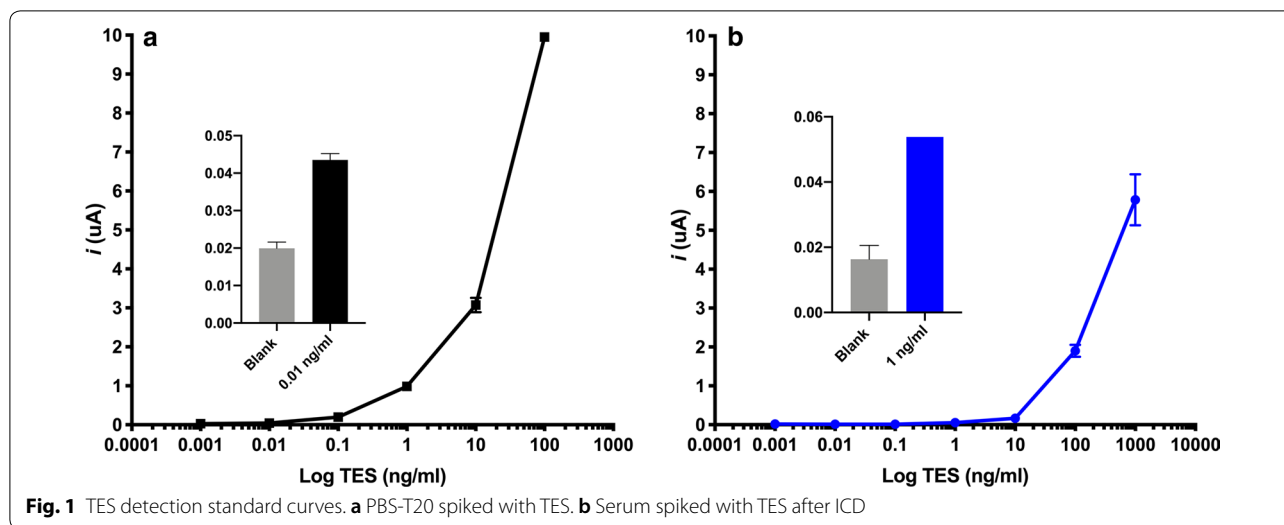 a
10
9
8
7
6
5
4
3
2
1
0
i (uA)
0.05
0.04
0.03
0.02
0.01
0.00
Blank
0.01 ng/ml
0.0001 0.001 0.01 0.1 1 10 100 1000
Log TES (ng/ml)
b
10
9
8
7
6
5
4
3
2
1
0
i (uA)
0.06
0.04
0.02
0.00
Blank
1 ng/ml
0.0001 0.001 0.01 0.1 1 10 100 1000 10000
Log TES (ng/ml)
Fig. 1 TES detection standard curves. a PBS-T20 spiked with TES. b Serum spiked with TES after ICD